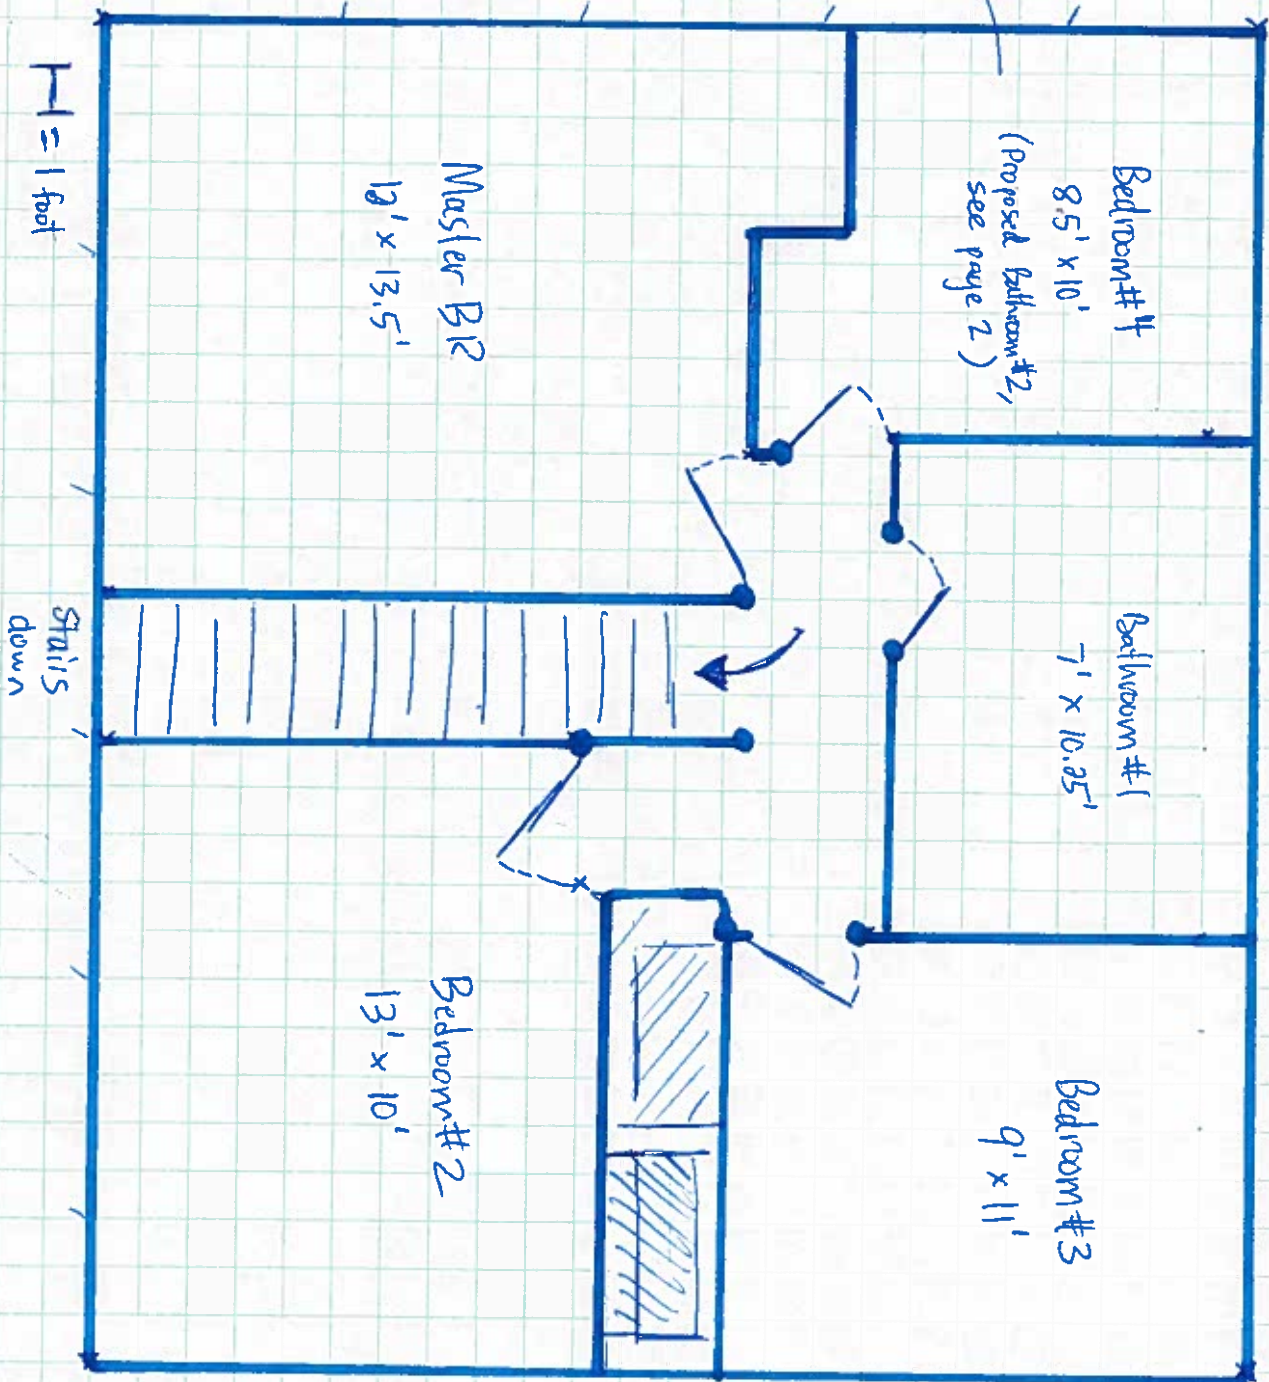 Bedroom #4
8.5' x 10'
(Proposed Bathroom #2,
see page 2)
Bathroom #1
7' x 10.25'
Bedroom #3
9' x 11'
Master BR
12' x 13.5'
Bedroom #2
13' x 10'
= 1 foot
Stairs
down